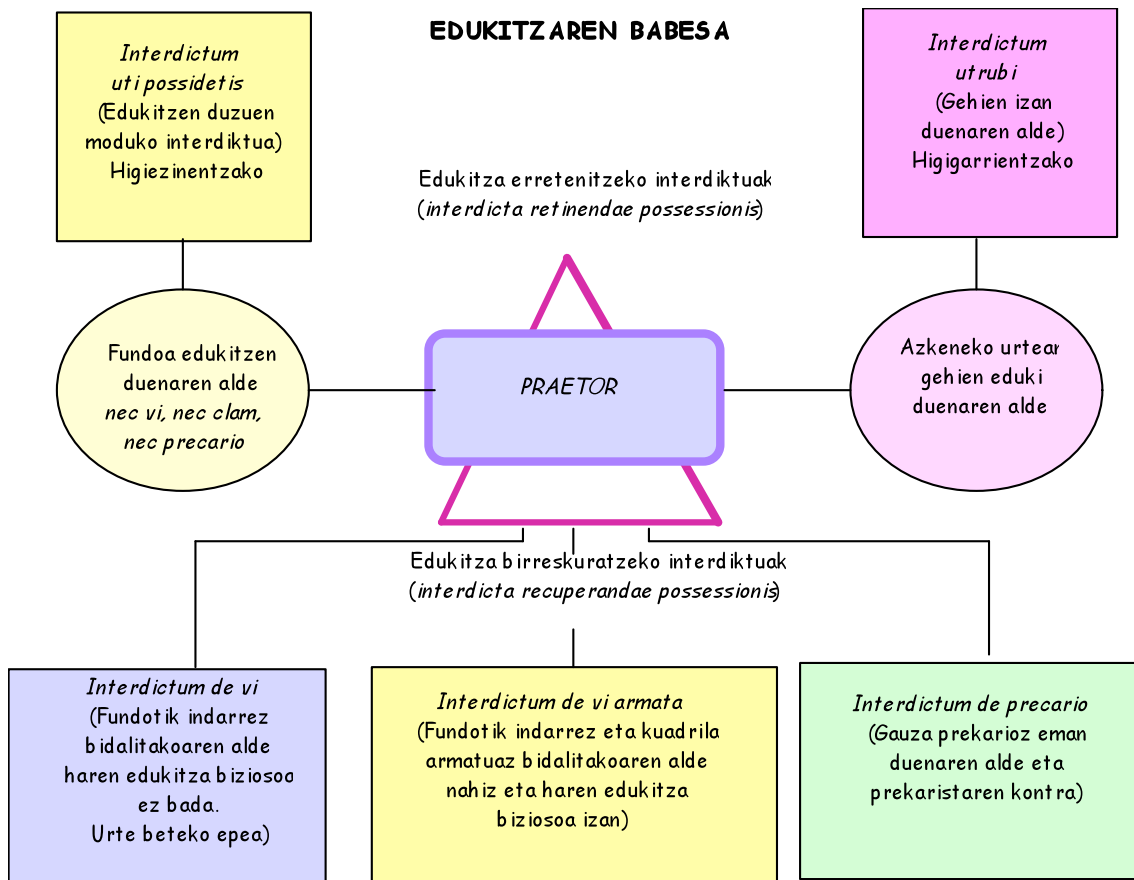 EDUKITZAREN BABESA
Interdictum
uti possidetis
(Edukitzen duzuen
moduko interdiktua)
Higiezinentzako
Interdictum
utrubi
(Gehien izan
duenaren alde)
Higigarrientzako
Edukitza erretenitzeko interdiktuak
(interdicta retinendae possessionis)
Fundoa edukitzen
duenaren alde
nec vi, nec clam,
nec precario
PRAETOR
Azkeneko urtean
gehien eduki
duenaren alde
Edukitza birreskuratzeko interdiktuak
(interdicta recuperandae possessionis)
Interdictum de vi
(Fundotik indarrez
bidalitakoaren alde
haren edukitza biziosoa
ez bada.
Urte beteko epea)
Interdictum de vi armata
(Fundotik indarrez eta kuadrila
armatuaz bidalitakoaren alde
nahiz eta haren edukitza
biziosoa izan)
Interdictum de precario
(Gauza prekarioz eman
duenaren alde eta
prekaristaren kontra)